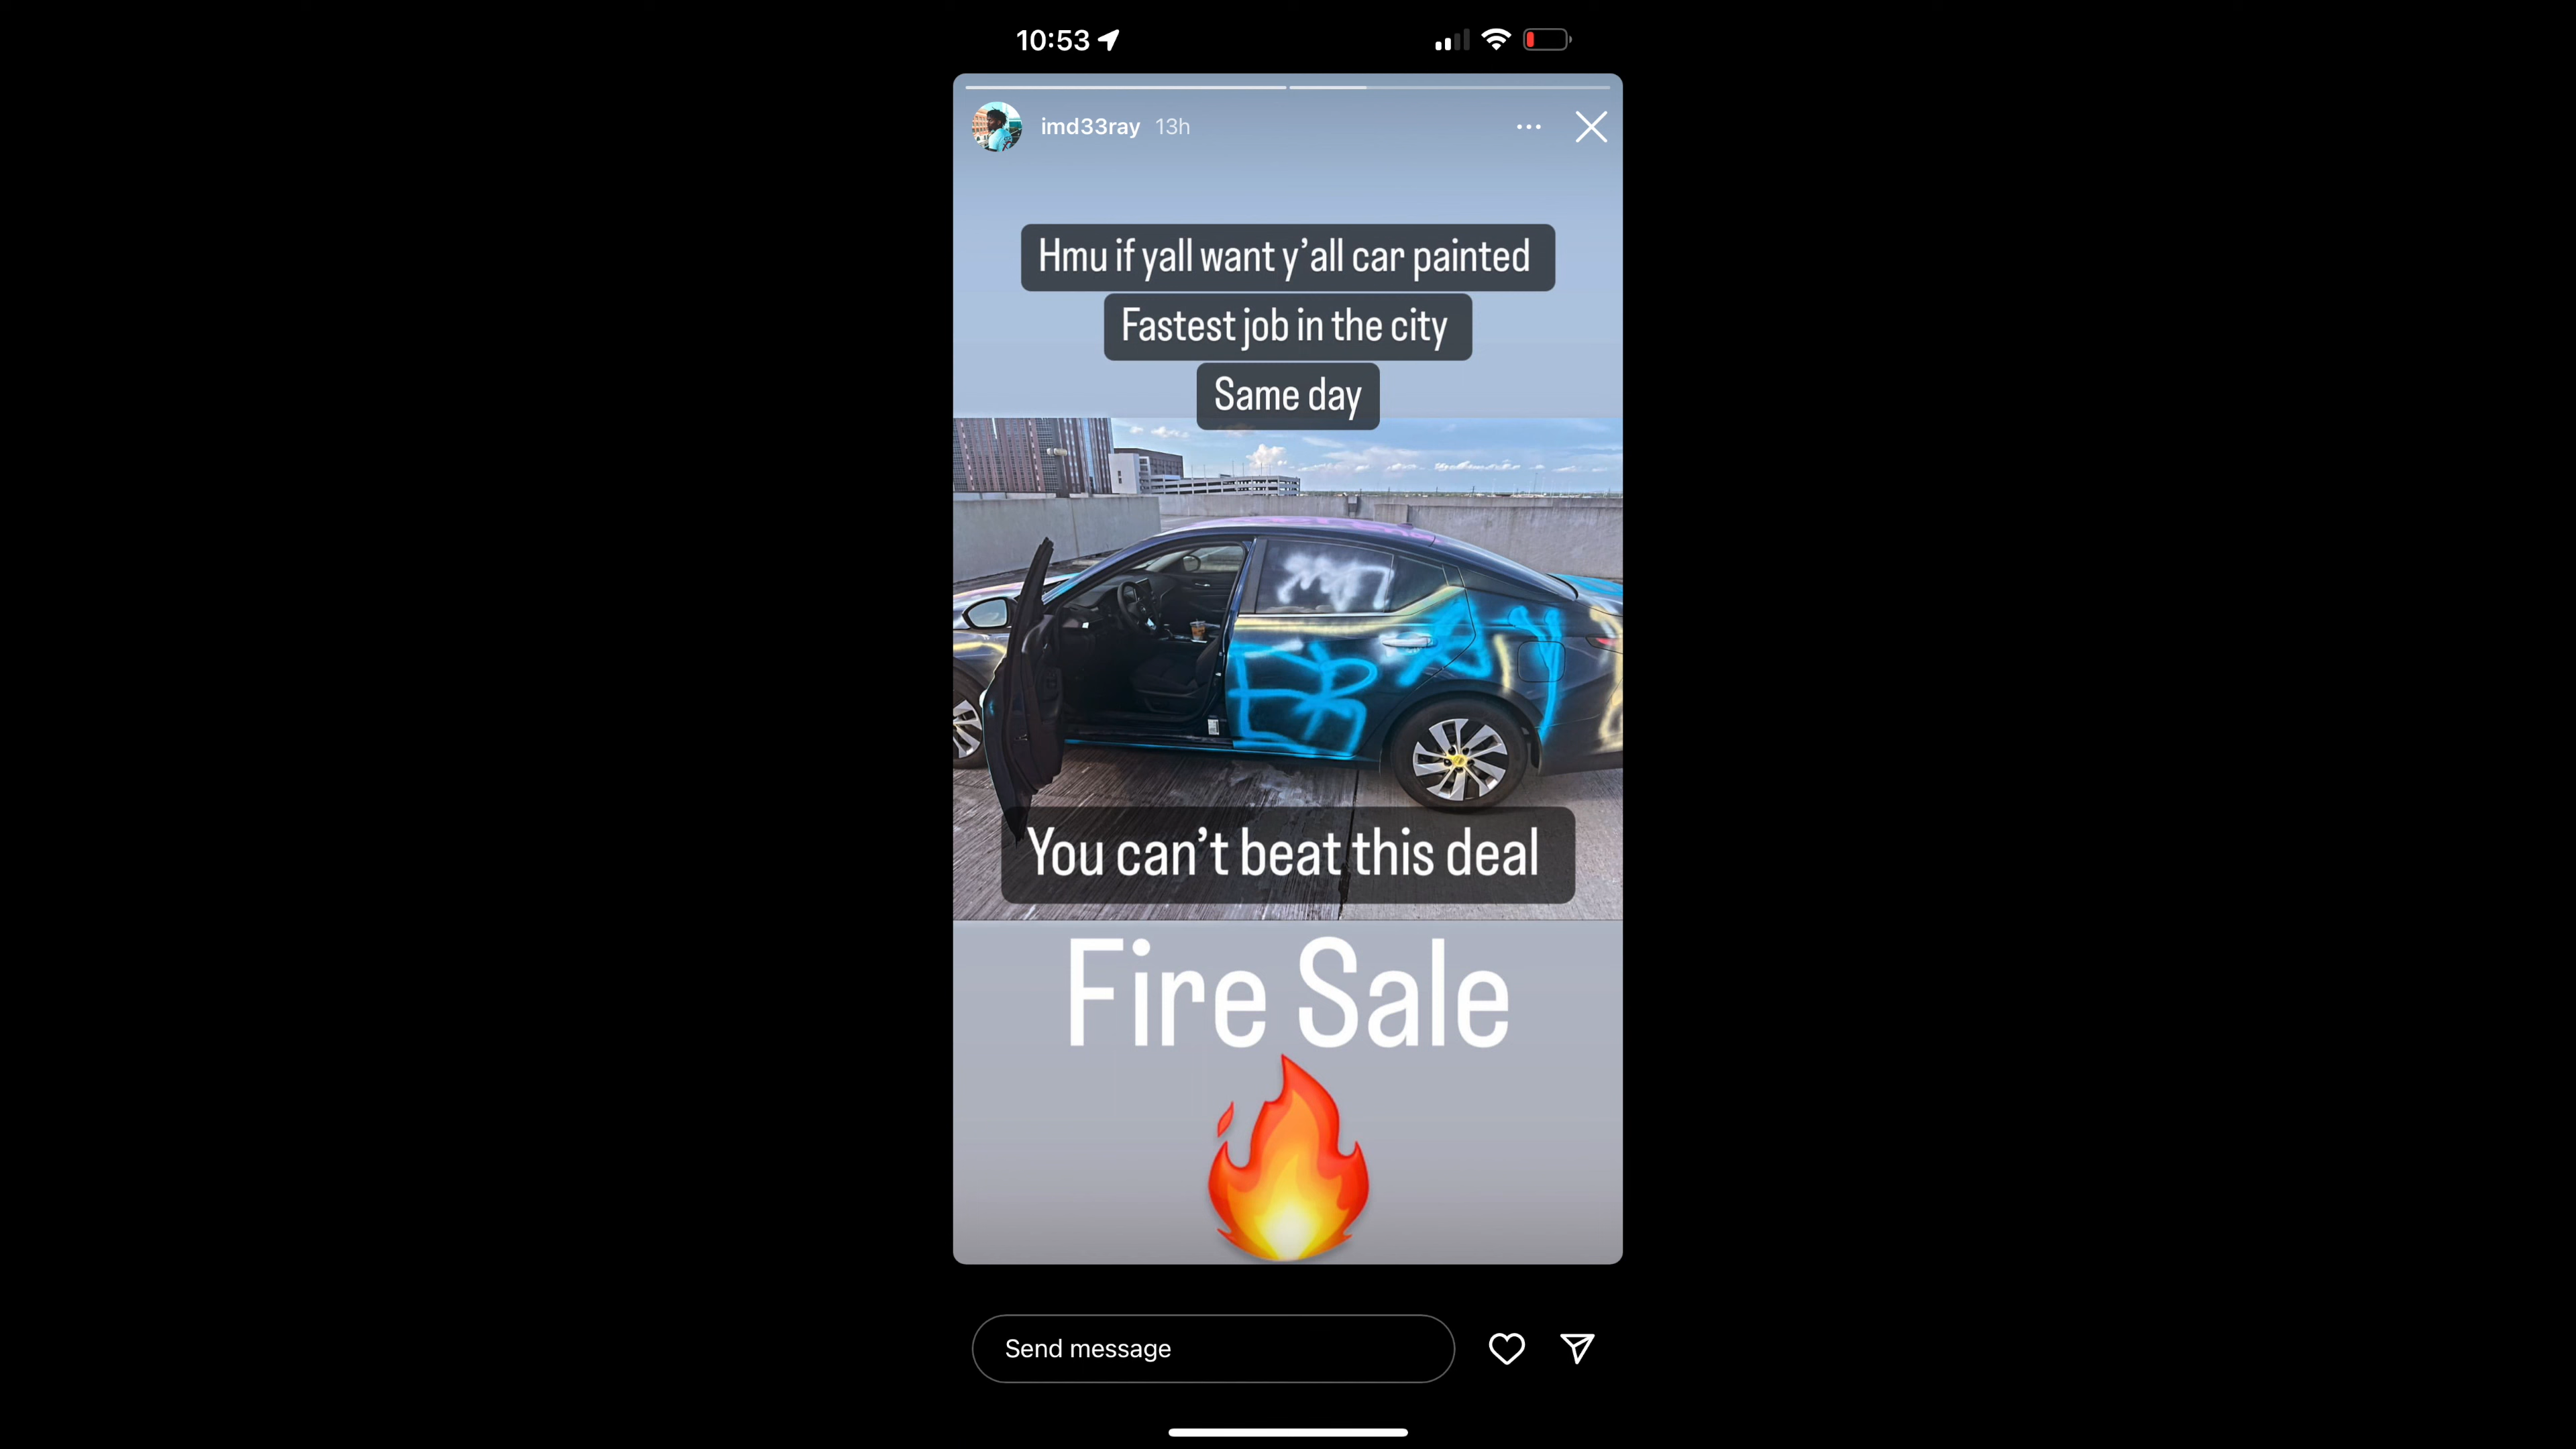 10:53
imd33ray 13h
Hmu if yall want y’all car painted
Fastest job in the city
Same day
You can’t beat this deal
Fire Sale
Send message